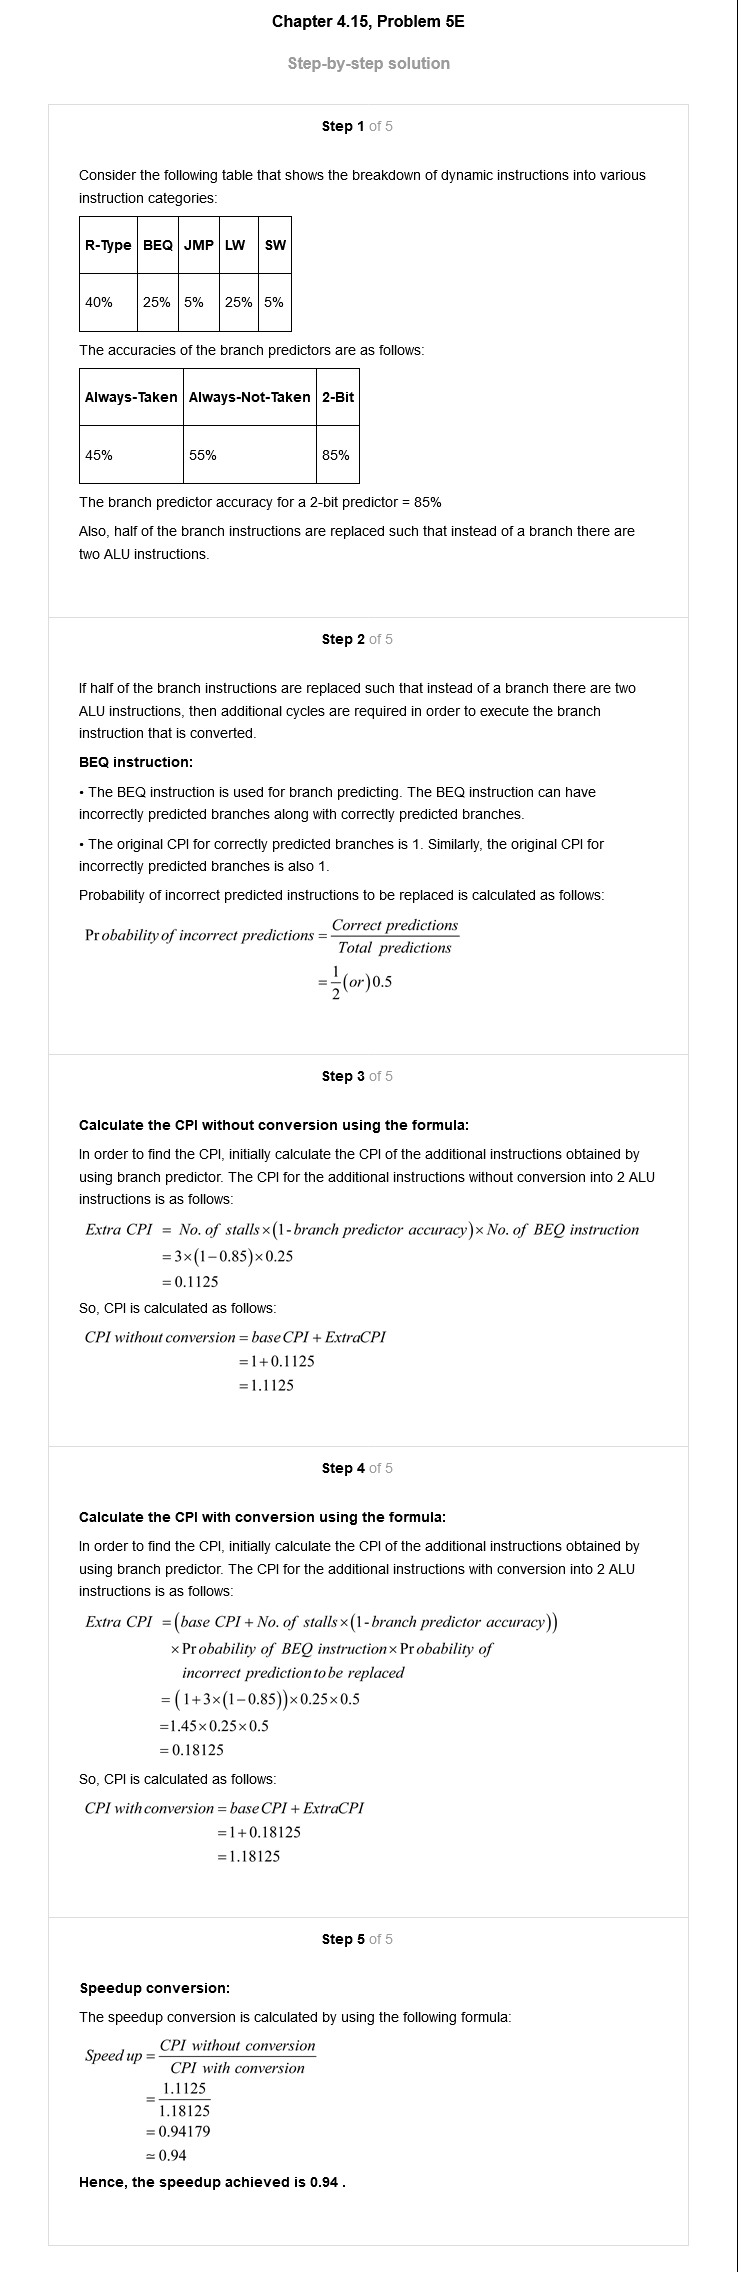 Chapter 4.15, Problem 5E
Step-by-step solution
Step 1 of 5
Consider the following table that shows the breakdown of dynamic instructions into various
instruction categories:
R-Type BEQ JMP LW SW
40% 25% 5% 25% 5%
The accuracies of the branch predictors are as follows:
Always-Taken Always-Not-Taken 2-Bit
45% 55% 85%
The branch predictor accuracy for a 2-bit predictor = 85%
Also, half of the branch instructions are replaced such that instead of a branch there are
two ALU instructions.
Step 2 of 5
If half of the branch instructions are replaced such that instead of a branch there are two
ALU instructions, then additional cycles are required in order to execute the branch
instruction that is converted.
BEQ instruction:
• The BEQ instruction is used for branch predicting. The BEQ instruction can have
incorrectly predicted branches along with correctly predicted branches.
• The original CPI for correctly predicted branches is 1. Similarly, the original CPI for
incorrectly predicted branches is also 1.
Probability of incorrect predicted instructions to be replaced is calculated as follows:
Pr obability of incorrect predictions = Correct predictions / Total predictions
= 1/2 (or) 0.5
Step 3 of 5
Calculate the CPI without conversion using the formula:
In order to find the CPI, initially calculate the CPI of the additional instructions obtained by
using branch predictor. The CPI for the additional instructions without conversion into 2 ALU
instructions is as follows:
Extra CPI = No. of stalls × (1 - branch predictor accuracy) × No. of BEQ instruction
= 3 × (1 − 0.85) × 0.25
= 0.1125
So, CPI is calculated as follows:
CPI without conversion = base CPI + ExtraCPI
= 1 + 0.1125
= 1.1125
Step 4 of 5
Calculate the CPI with conversion using the formula:
In order to find the CPI, initially calculate the CPI of the additional instructions obtained by
using branch predictor. The CPI for the additional instructions with conversion into 2 ALU
instructions is as follows:
Extra CPI = (base CPI + No. of stalls × (1 - branch predictor accuracy))
× Pr obability of BEQ instruction × Pr obability of
incorrect prediction to be replaced
= (1 + 3 × (1 − 0.85)) × 0.25 × 0.5
= 1.45 × 0.25 × 0.5
= 0.18125
So, CPI is calculated as follows:
CPI with conversion = base CPI + ExtraCPI
= 1 + 0.18125
= 1.18125
Step 5 of 5
Speedup conversion:
The speedup conversion is calculated by using the following formula:
Speed up = CPI without conversion / CPI with conversion
= 1.1125 / 1.18125
= 0.94179
≃ 0.94
Hence, the speedup achieved is 0.94 .